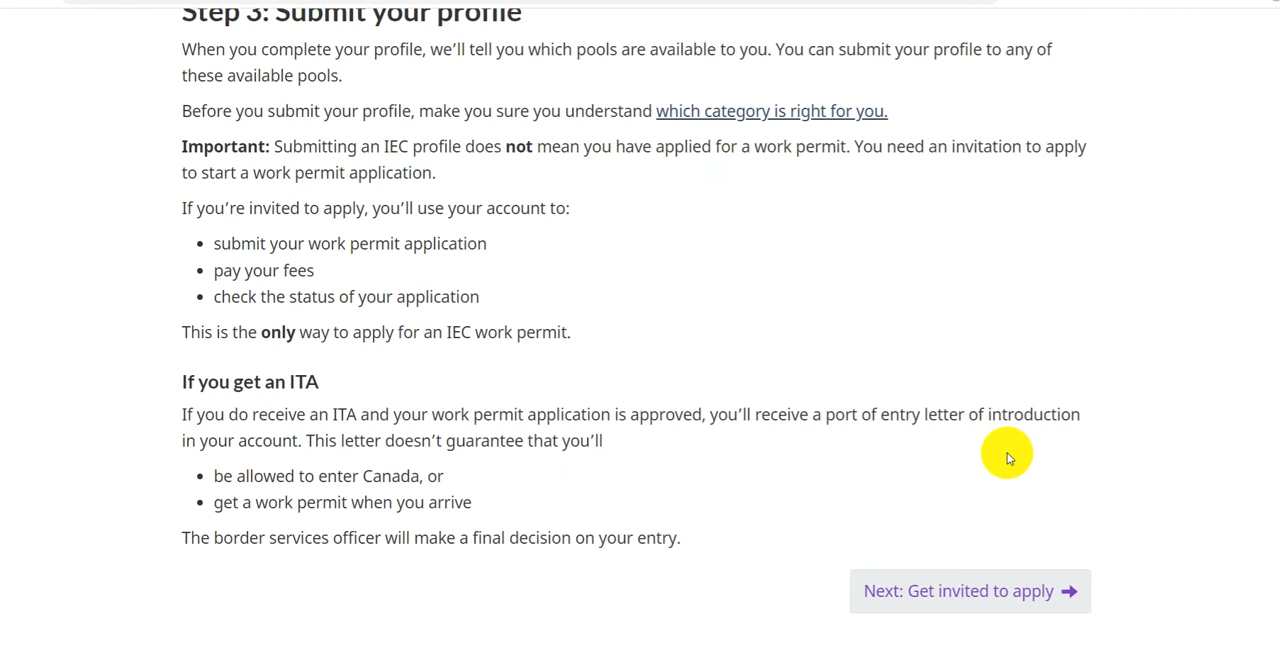 Step 3: Submit your profile
When you complete your profile, we’ll tell you which pools are available to you. You can submit your profile to any of
these available pools.
Before you submit your profile, make you sure you understand which category is right for you.
Important: Submitting an IEC profile does not mean you have applied for a work permit. You need an invitation to apply
to start a work permit application.
If you’re invited to apply, you’ll use your account to:
• submit your work permit application
• pay your fees
• check the status of your application
This is the only way to apply for an IEC work permit.
If you get an ITA
If you do receive an ITA and your work permit application is approved, you’ll receive a port of entry letter of introduction
in your account. This letter doesn’t guarantee that you’ll
• be allowed to enter Canada, or
• get a work permit when you arrive
The border services officer will make a final decision on your entry.
Next: Get invited to apply